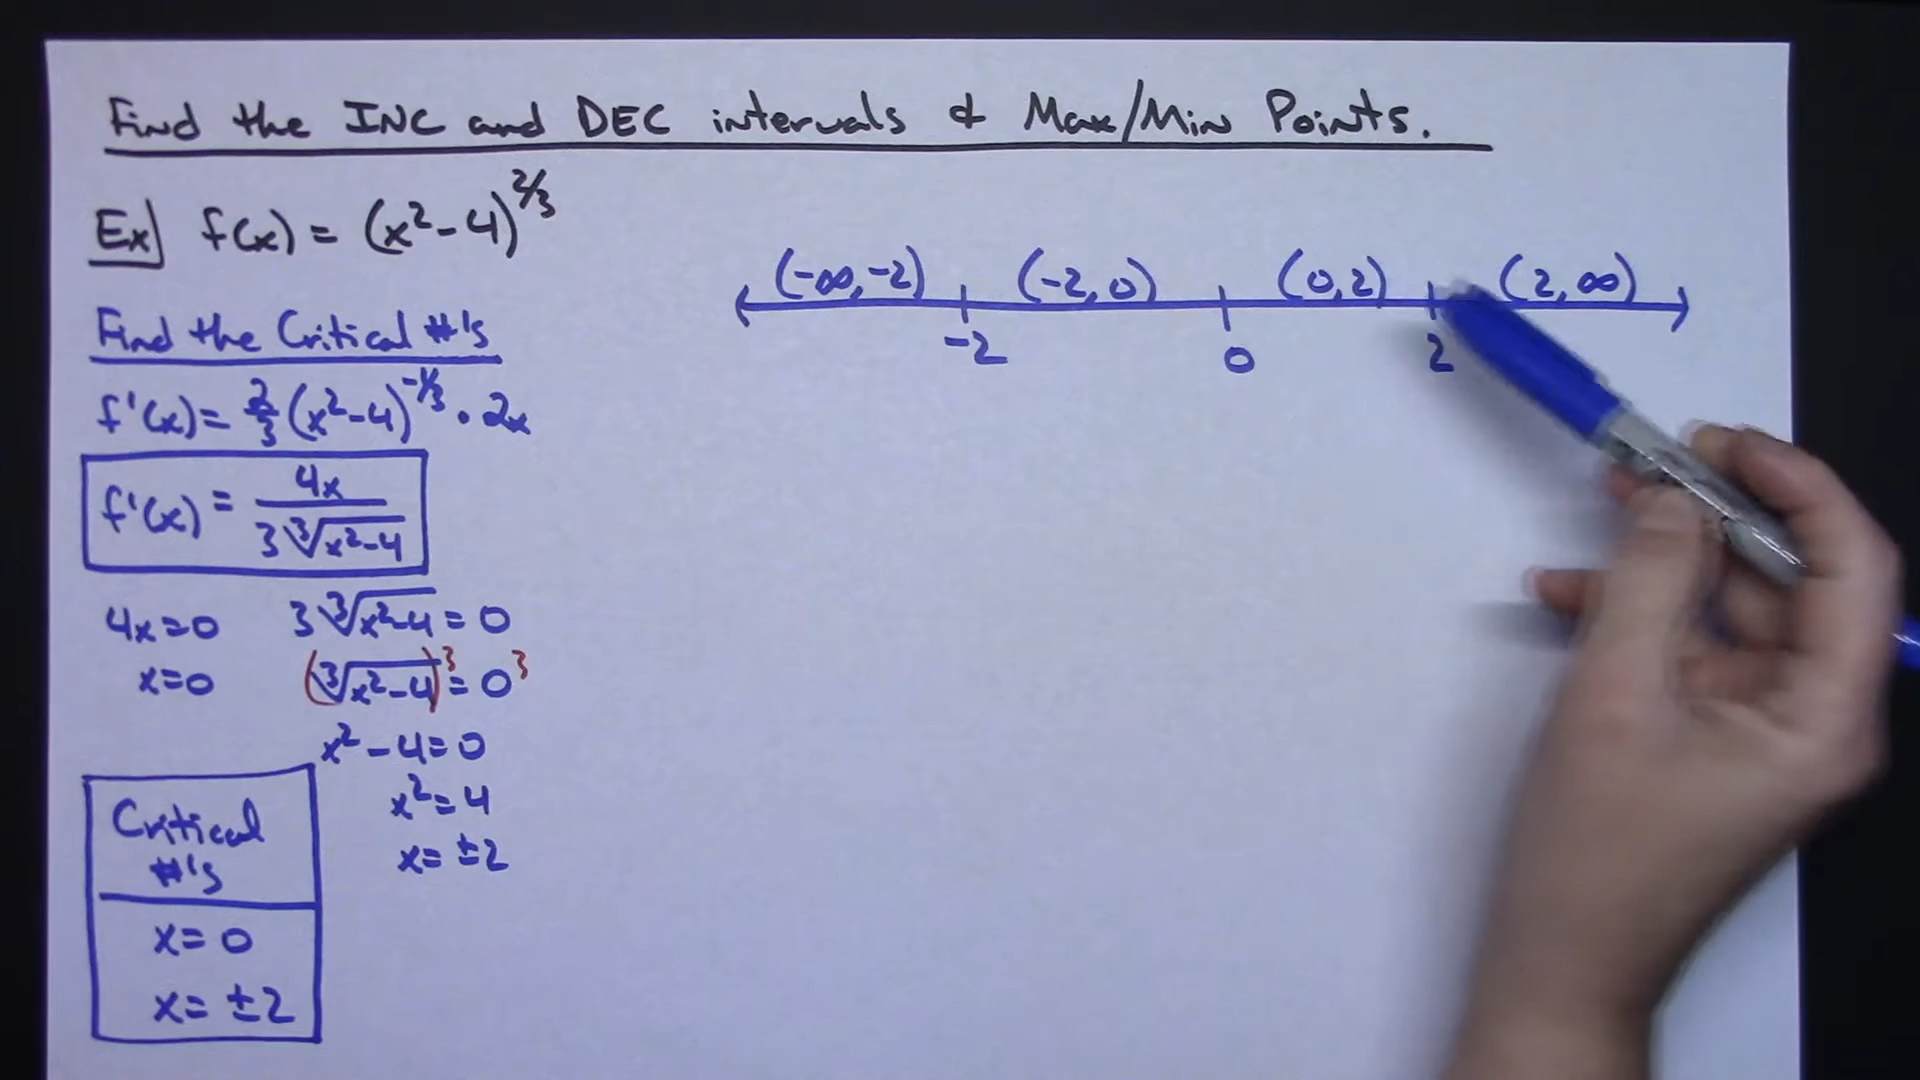 Find the INC and DEC intervals & Max/Min Points.
Ex] f(x) = (x²-4)^(2/3)
Find the Critical #'s
f'(x) = 2/3 (x²-4)^(-1/3) • 2x
f'(x) = 4x / 3∛(x²-4)
4x=0
x=0
3∛(x²-4) = 0
(∛(x²-4))³ = 0³
x²-4=0
x²=4
x=±2
Critical
#'s
x=0
x=±2
(-∞,-2) (-2,0) (0,2) (2,∞)
-2 0 2